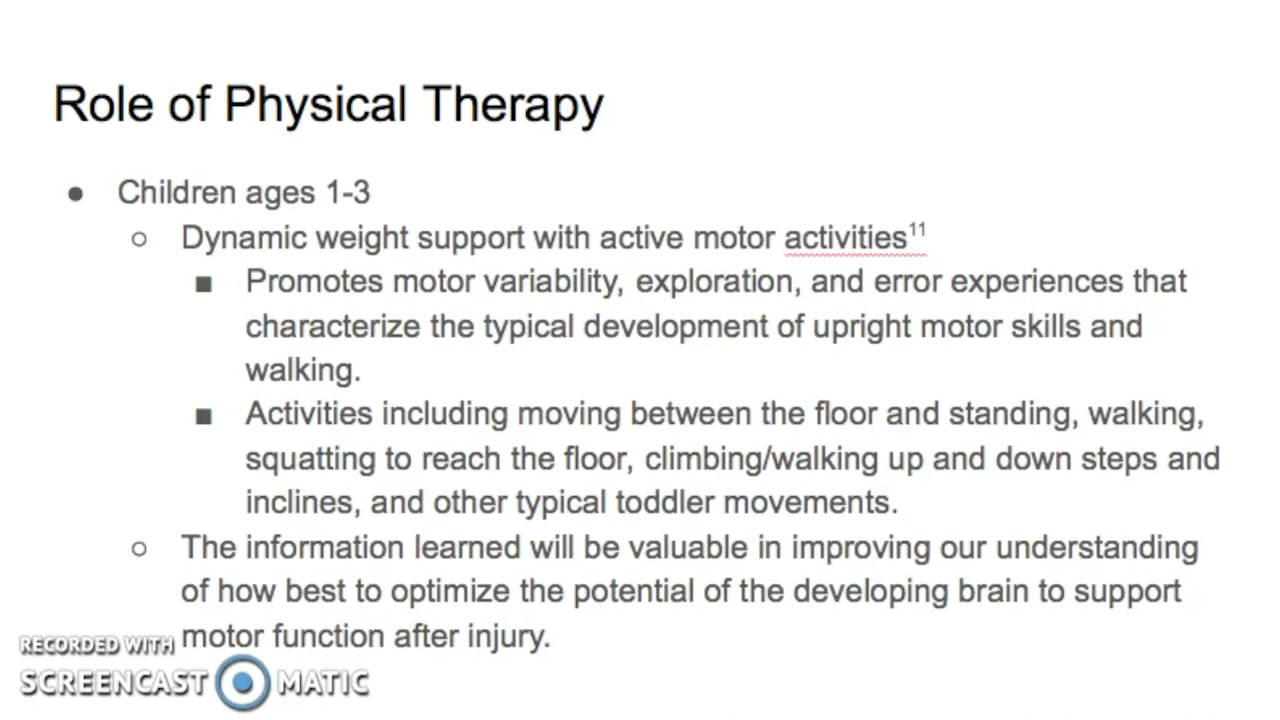 Role of Physical Therapy
● Children ages 1-3
○ Dynamic weight support with active motor activities¹¹
■ Promotes motor variability, exploration, and error experiences that
characterize the typical development of upright motor skills and
walking.
■ Activities including moving between the floor and standing, walking,
squatting to reach the floor, climbing/walking up and down steps and
inclines, and other typical toddler movements.
○ The information learned will be valuable in improving our understanding
of how best to optimize the potential of the developing brain to support
motor function after injury.
RECORDED WITH
SCREENCAST MATIC